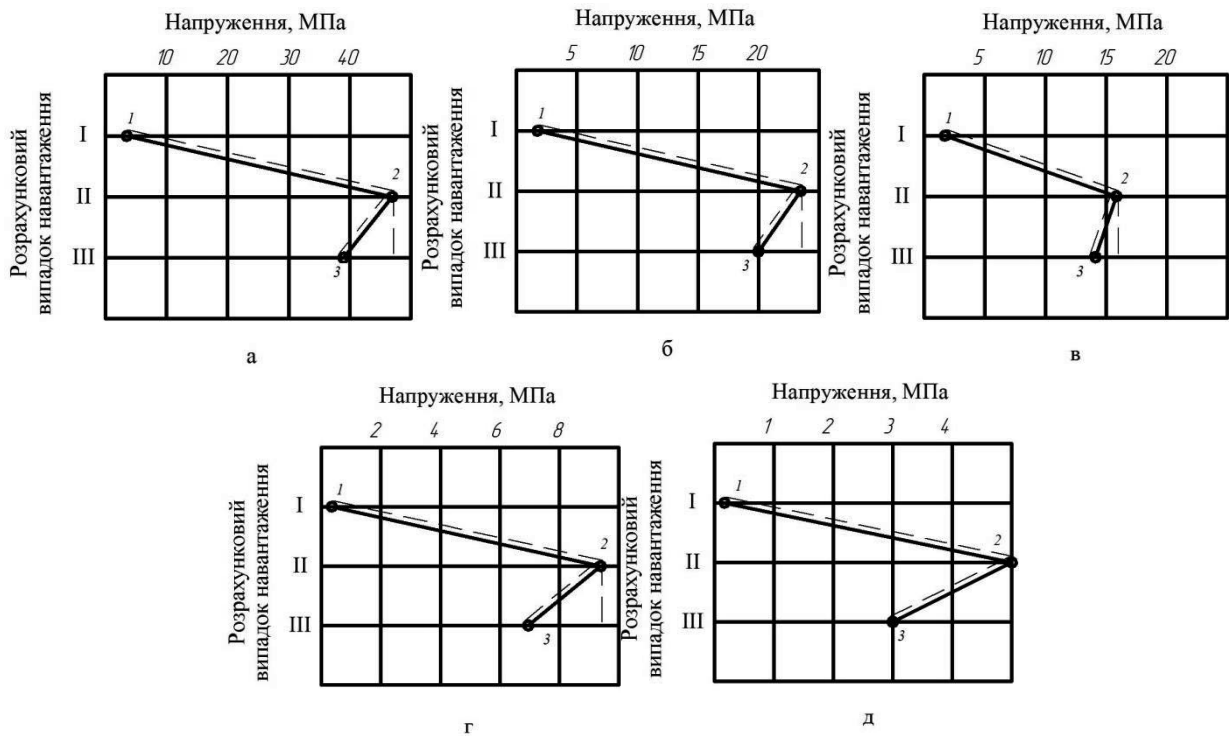 Напруження, МПа
10 20 30 40
Розрахунковий
випадок навантаження
I
II
III
1
2
3
а
Напруження, МПа
5 10 15 20
Розрахунковий
випадок навантаження
I
II
III
1
2
3
б
Напруження, МПа
5 10 15 20
Розрахунковий
випадок навантаження
I
II
III
1
2
3
в
Напруження, МПа
2 4 6 8
Розрахунковий
випадок навантаження
I
II
III
1
2
3
г
Напруження, МПа
1 2 3 4
Розрахунковий
випадок навантаження
I
II
III
1
2
3
д